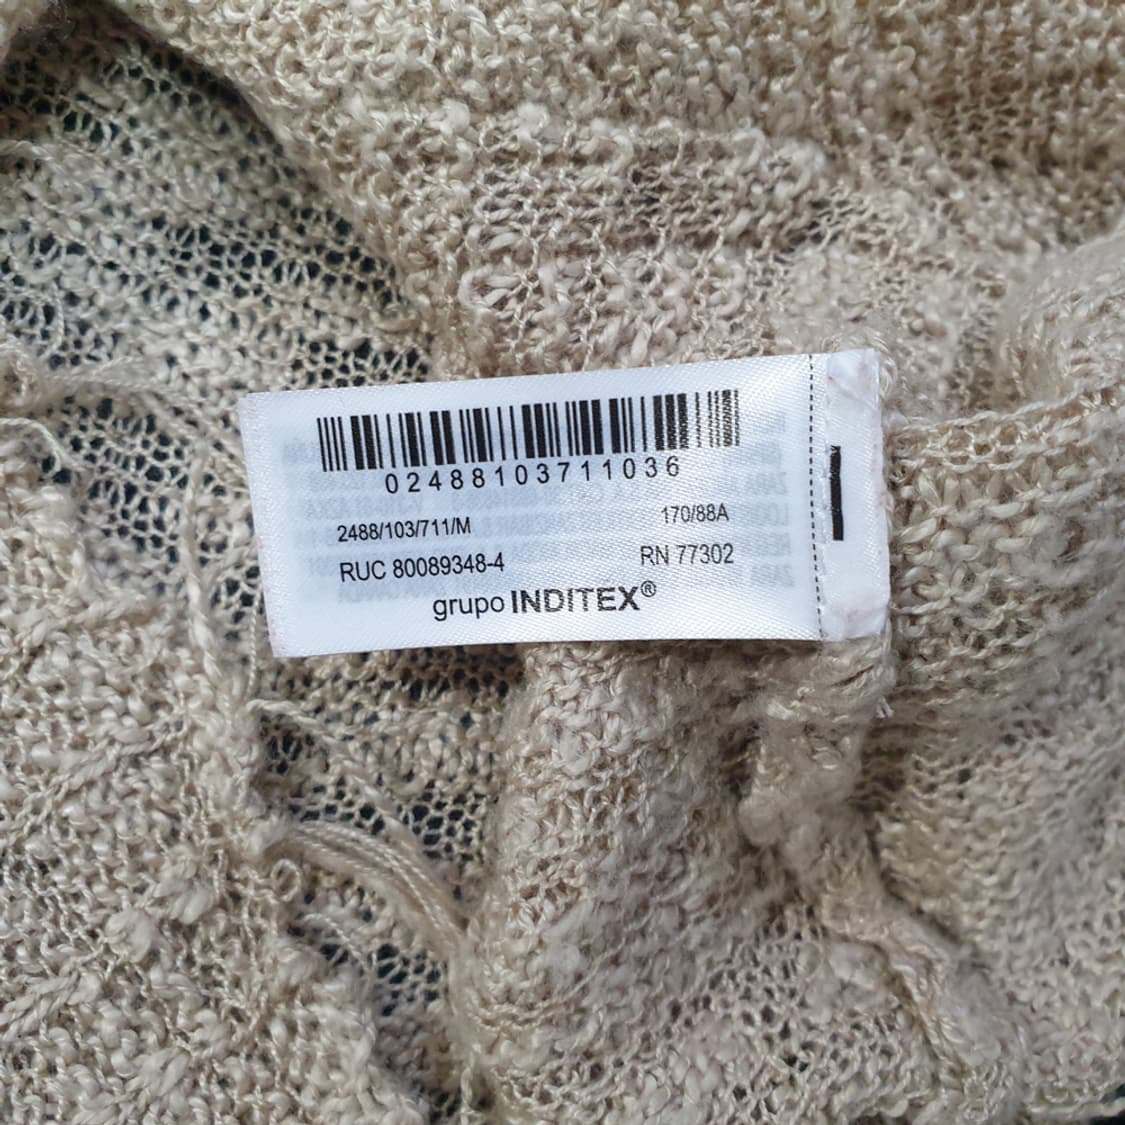 02488103711036
2488/103/711/M 170/88A
RUC 80089348-4 RN 77302
grupo INDITEX®